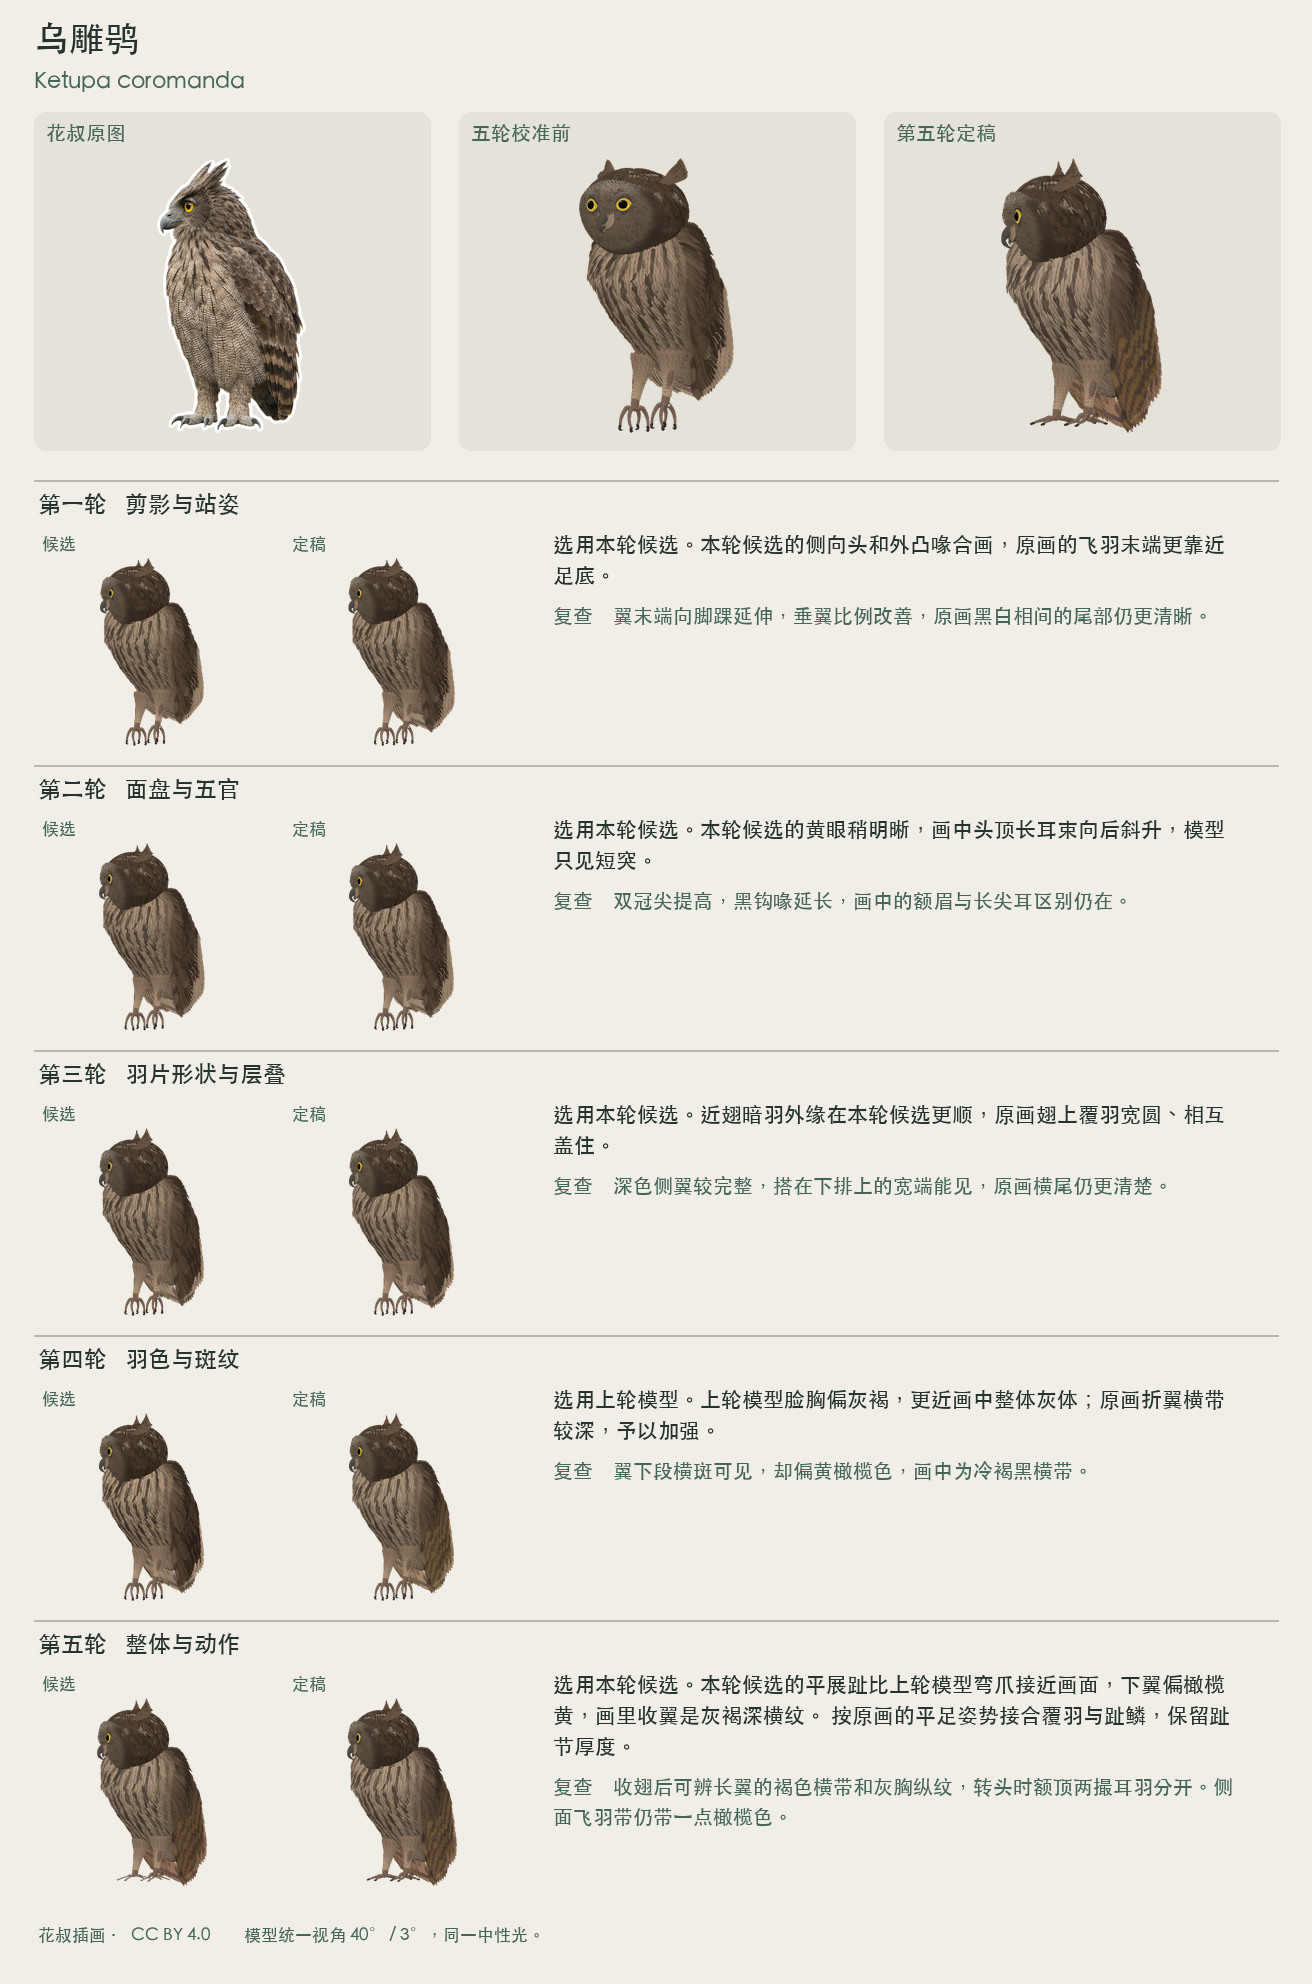 乌雕鸮
Ketupa coromanda
花叔原图
五轮校准前
第五轮定稿
第一轮 剪影与站姿
候选
定稿
选用本轮候选。本轮候选的侧向头和外凸喙合画，原画的飞羽末端更靠近
足底。
复查 翼末端向脚踝延伸，垂翼比例改善，原画黑白相间的尾部仍更清晰。
第二轮 面盘与五官
候选
定稿
选用本轮候选。本轮候选的黄眼稍明晰，画中头顶长耳束向后斜升，模型
只见短突。
复查 双冠尖提高，黑钩喙延长，画中的额眉与长尖耳区别仍在。
第三轮 羽片形状与层叠
候选
定稿
选用本轮候选。近翅暗羽外缘在本轮候选更顺，原画翅上覆羽宽圆、相互
盖住。
复查 深色侧翼较完整，搭在下排上的宽端能见，原画横尾仍更清楚。
第四轮 羽色与斑纹
候选
定稿
选用上轮模型。上轮模型脸胸偏灰褐，更近画中整体灰体；原画折翼横带
较深，予以加强。
复查 翼下段横斑可见，却偏黄橄榄色，画中为冷褐黑横带。
第五轮 整体与动作
候选
定稿
选用本轮候选。本轮候选的平展趾比上轮模型弯爪接近画面，下翼偏橄榄
黄，画里收翼是灰褐深横纹。 按原画的平足姿势接合覆羽与趾鳞，保留趾
节厚度。
复查 收翅后可辨长翼的褐色横带和灰胸纵纹，转头时额顶两撮耳羽分开。侧
面飞羽带仍带一点橄榄色。
花叔插画 · CC BY 4.0 模型统一视角 40° / 3° ，同一中性光。